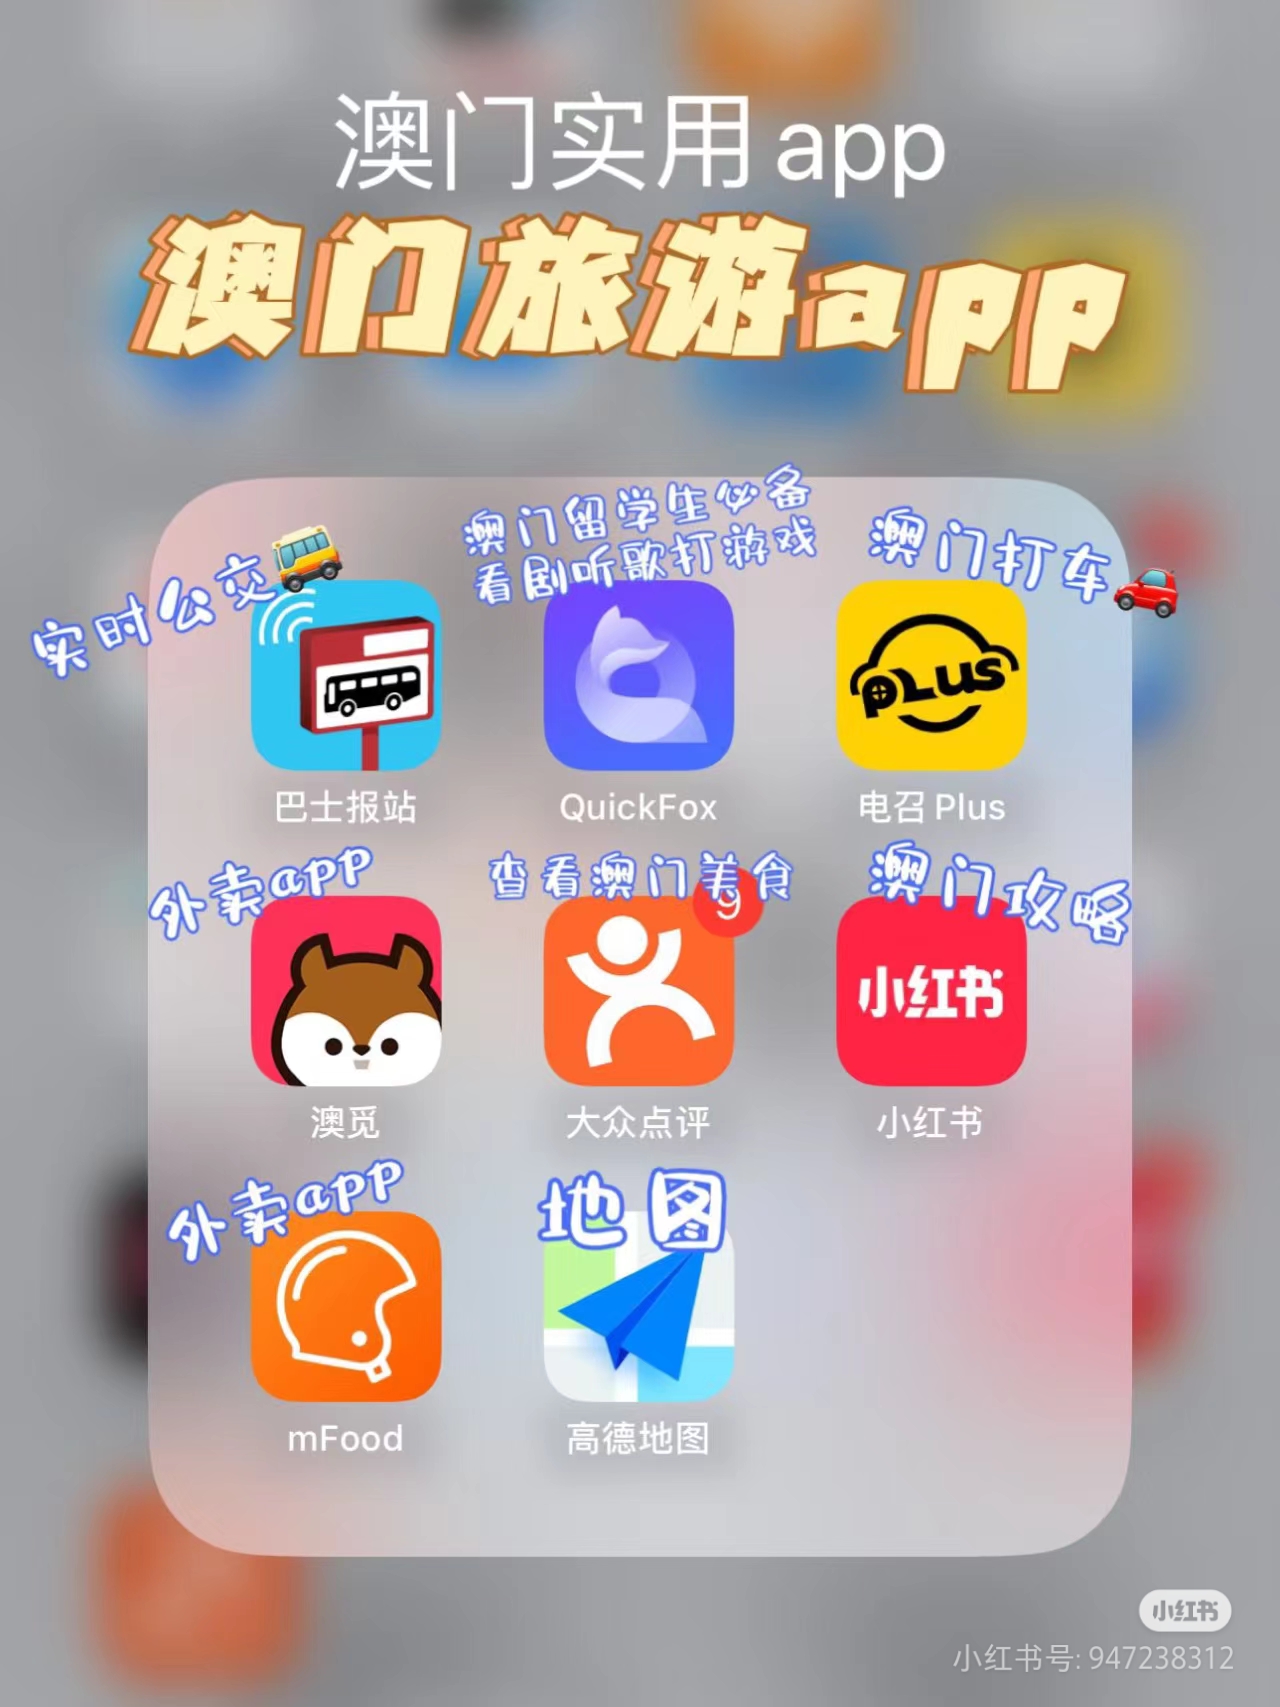 澳门实用app
澳门旅游app
实时公交
澳门留学生必备
看剧听歌打游戏
澳门打车
PLUS
巴士报站
QuickFox
电召Plus
外卖app
查看澳门美食
9
澳门攻略
小红书
澳觅
大众点评
小红书
外卖app
地图
mFood
高德地图
小红书
小红书号: 947238312